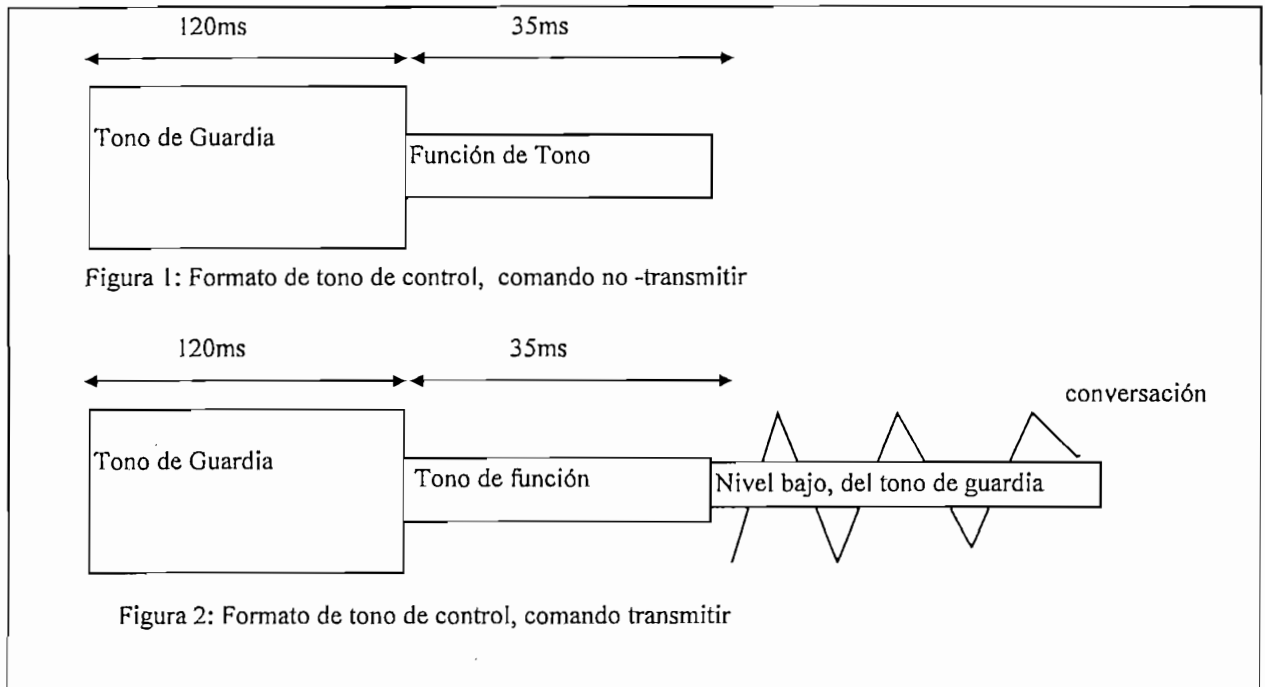 120ms 35ms
Tono de Guardia
Función de Tono
Figura 1: Formato de tono de control, comando no -transmitir
120ms 35ms
conversación
Tono de Guardia
Tono de función
Nivel bajo, del tono de guardia
Figura 2: Formato de tono de control, comando transmitir